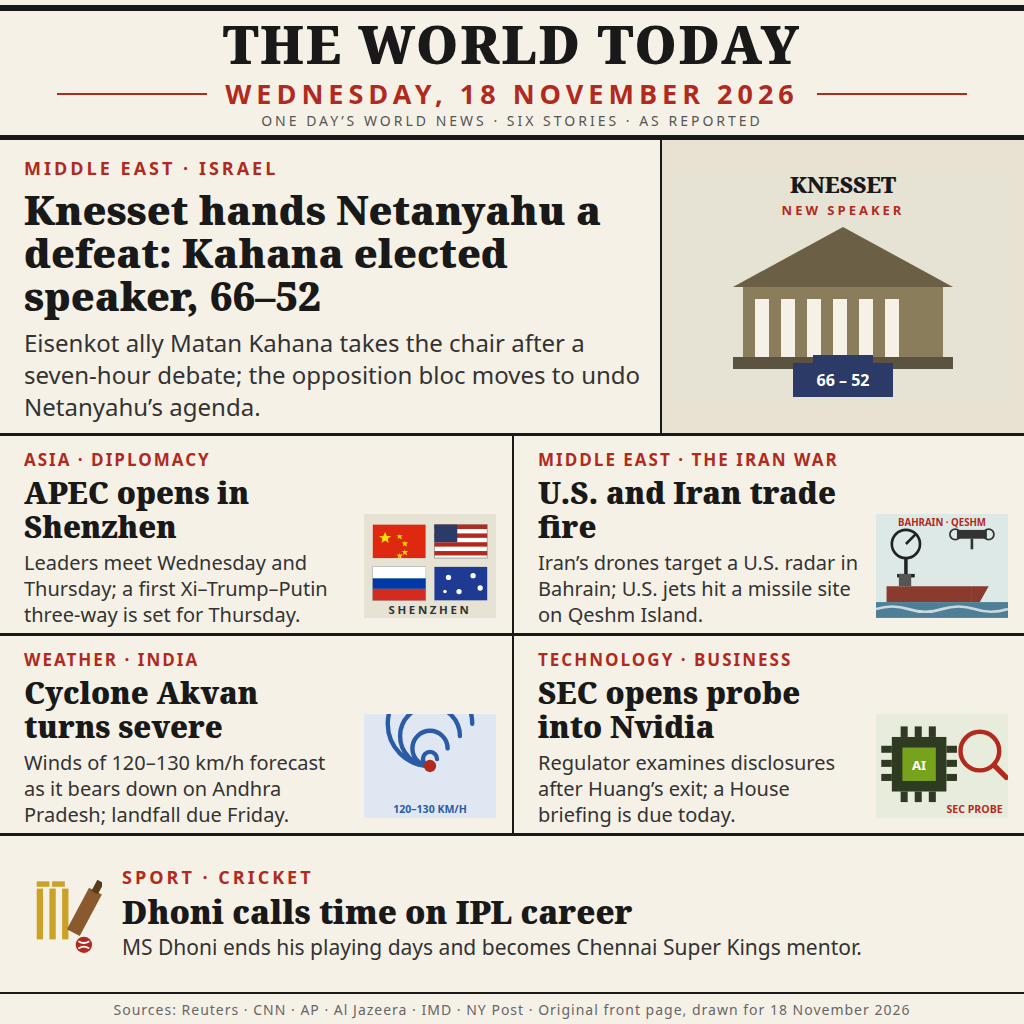 THE WORLD TODAY
WEDNESDAY, 18 NOVEMBER 2026
ONE DAY’S WORLD NEWS · SIX STORIES · AS REPORTED
MIDDLE EAST · ISRAEL
Knesset hands Netanyahu a
defeat: Kahana elected
speaker, 66–52
Eisenkot ally Matan Kahana takes the chair after a
seven-hour debate; the opposition bloc moves to undo
Netanyahu’s agenda.
KNESSET
NEW SPEAKER
66 – 52
ASIA · DIPLOMACY
APEC opens in
Shenzhen
Leaders meet Wednesday and
Thursday; a first Xi–Trump–Putin
three-way is set for Thursday.
SHENZHEN
MIDDLE EAST · THE IRAN WAR
U.S. and Iran trade
fire
Iran’s drones target a U.S. radar in
Bahrain; U.S. jets hit a missile site
on Qeshm Island.
BAHRAIN · QESHM
WEATHER · INDIA
Cyclone Akvan
turns severe
Winds of 120–130 km/h forecast
as it bears down on Andhra
Pradesh; landfall due Friday.
120–130 KM/H
TECHNOLOGY · BUSINESS
SEC opens probe
into Nvidia
Regulator examines disclosures
after Huang’s exit; a House
briefing is due today.
AI
SEC PROBE
SPORT · CRICKET
Dhoni calls time on IPL career
MS Dhoni ends his playing days and becomes Chennai Super Kings mentor.
Sources: Reuters · CNN · AP · Al Jazeera · IMD · NY Post · Original front page, drawn for 18 November 2026